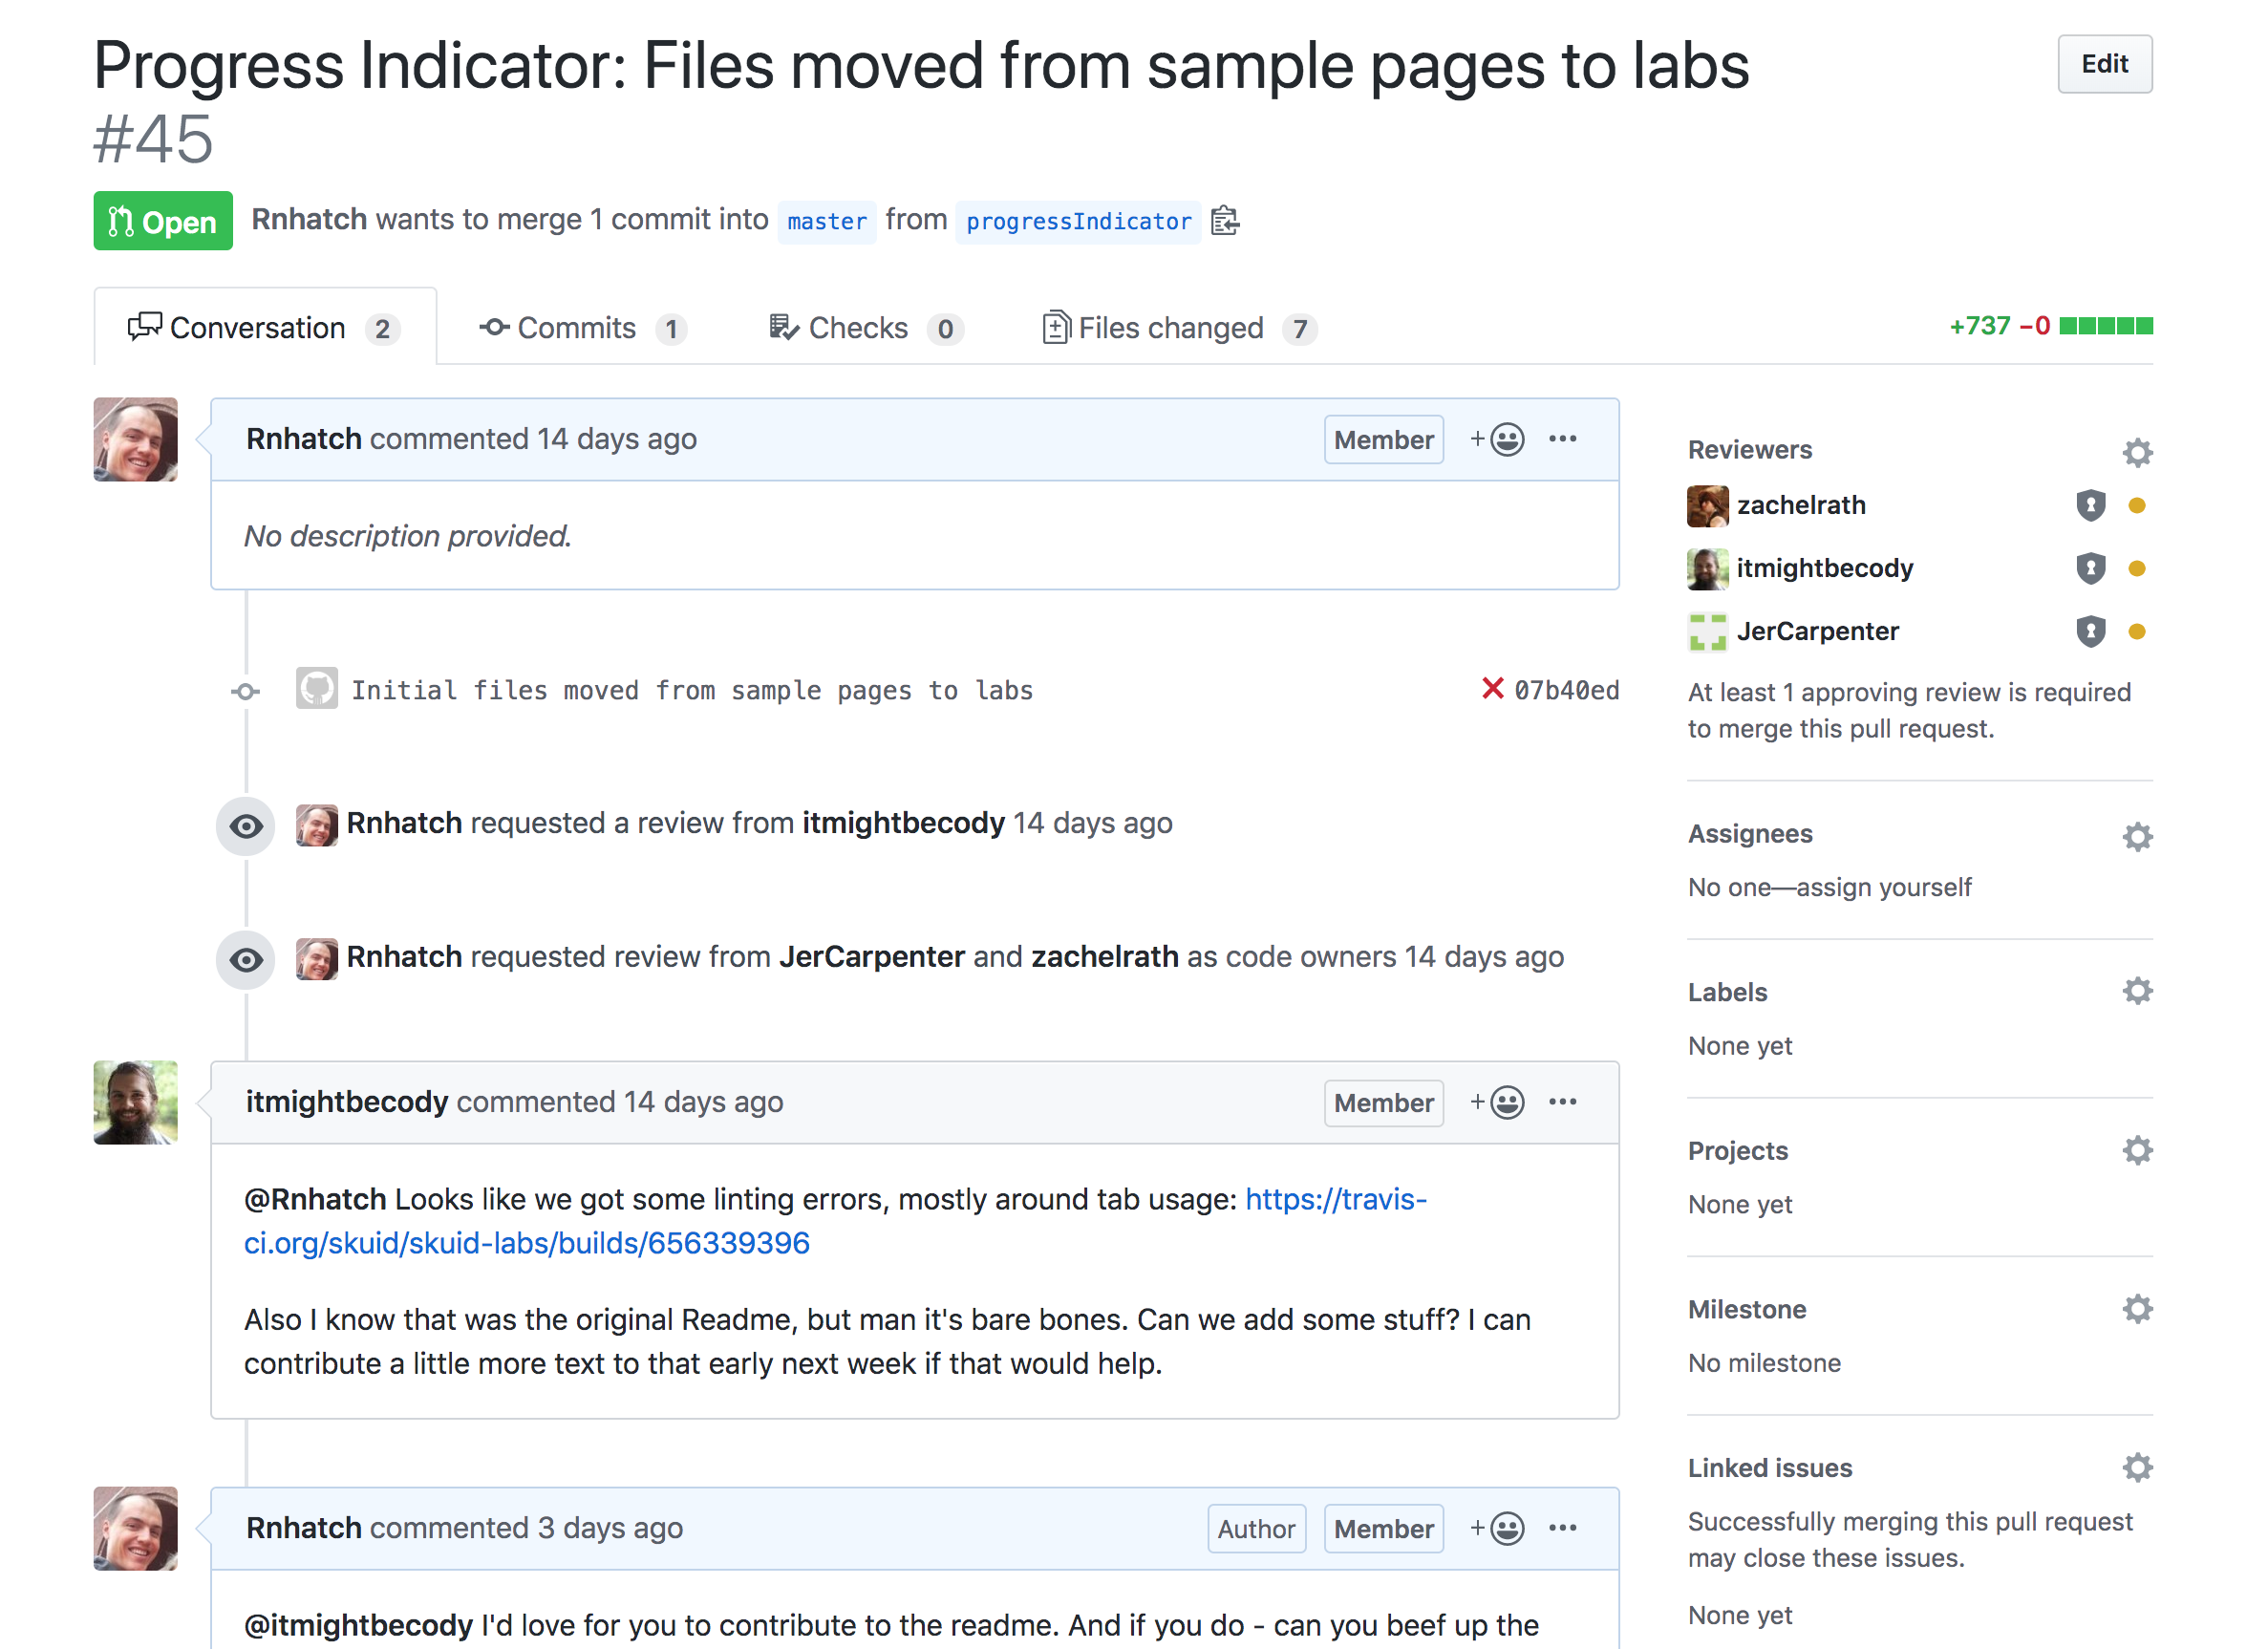 Progress Indicator: Files moved from sample pages to labs
#45
Edit
Open
Rnhatch wants to merge 1 commit into master from progressIndicator
Conversation 2
Commits 1
Checks 0
Files changed 7
+737 −0
Rnhatch commented 14 days ago
Member
No description provided.
Initial files moved from sample pages to labs
07b40ed
Rnhatch requested a review from itmightbecody 14 days ago
Rnhatch requested review from JerCarpenter and zachelrath as code owners 14 days ago
itmightbecody commented 14 days ago
Member
@Rnhatch Looks like we got some linting errors, mostly around tab usage: https://travis-
ci.org/skuid/skuid-labs/builds/656339396
Also I know that was the original Readme, but man it's bare bones. Can we add some stuff? I can
contribute a little more text to that early next week if that would help.
Rnhatch commented 3 days ago
Author
Member
@itmightbecody I'd love for you to contribute to the readme. And if you do - can you beef up the
Reviewers
zachelrath
itmightbecody
JerCarpenter
At least 1 approving review is required
to merge this pull request.
Assignees
No one—assign yourself
Labels
None yet
Projects
None yet
Milestone
No milestone
Linked issues
Successfully merging this pull request
may close these issues.
None yet